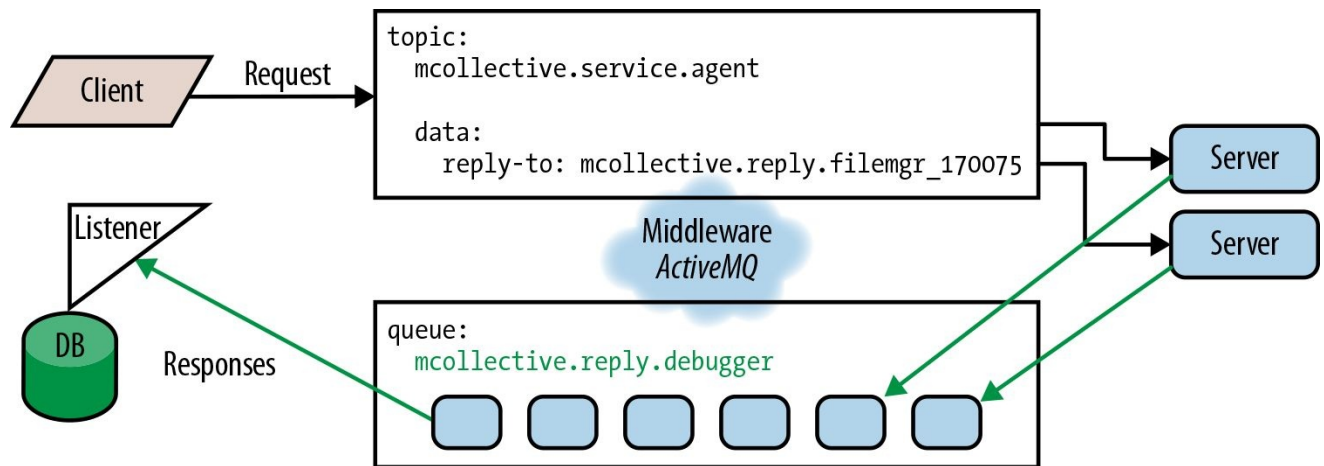 topic:
mcollective.service.agent
Client
Request
data:
reply-to: mcollective.reply.filemgr_170075
Server
Server
Listener
Middleware
ActiveMQ
queue:
mcollective.reply.debugger
DB
Responses